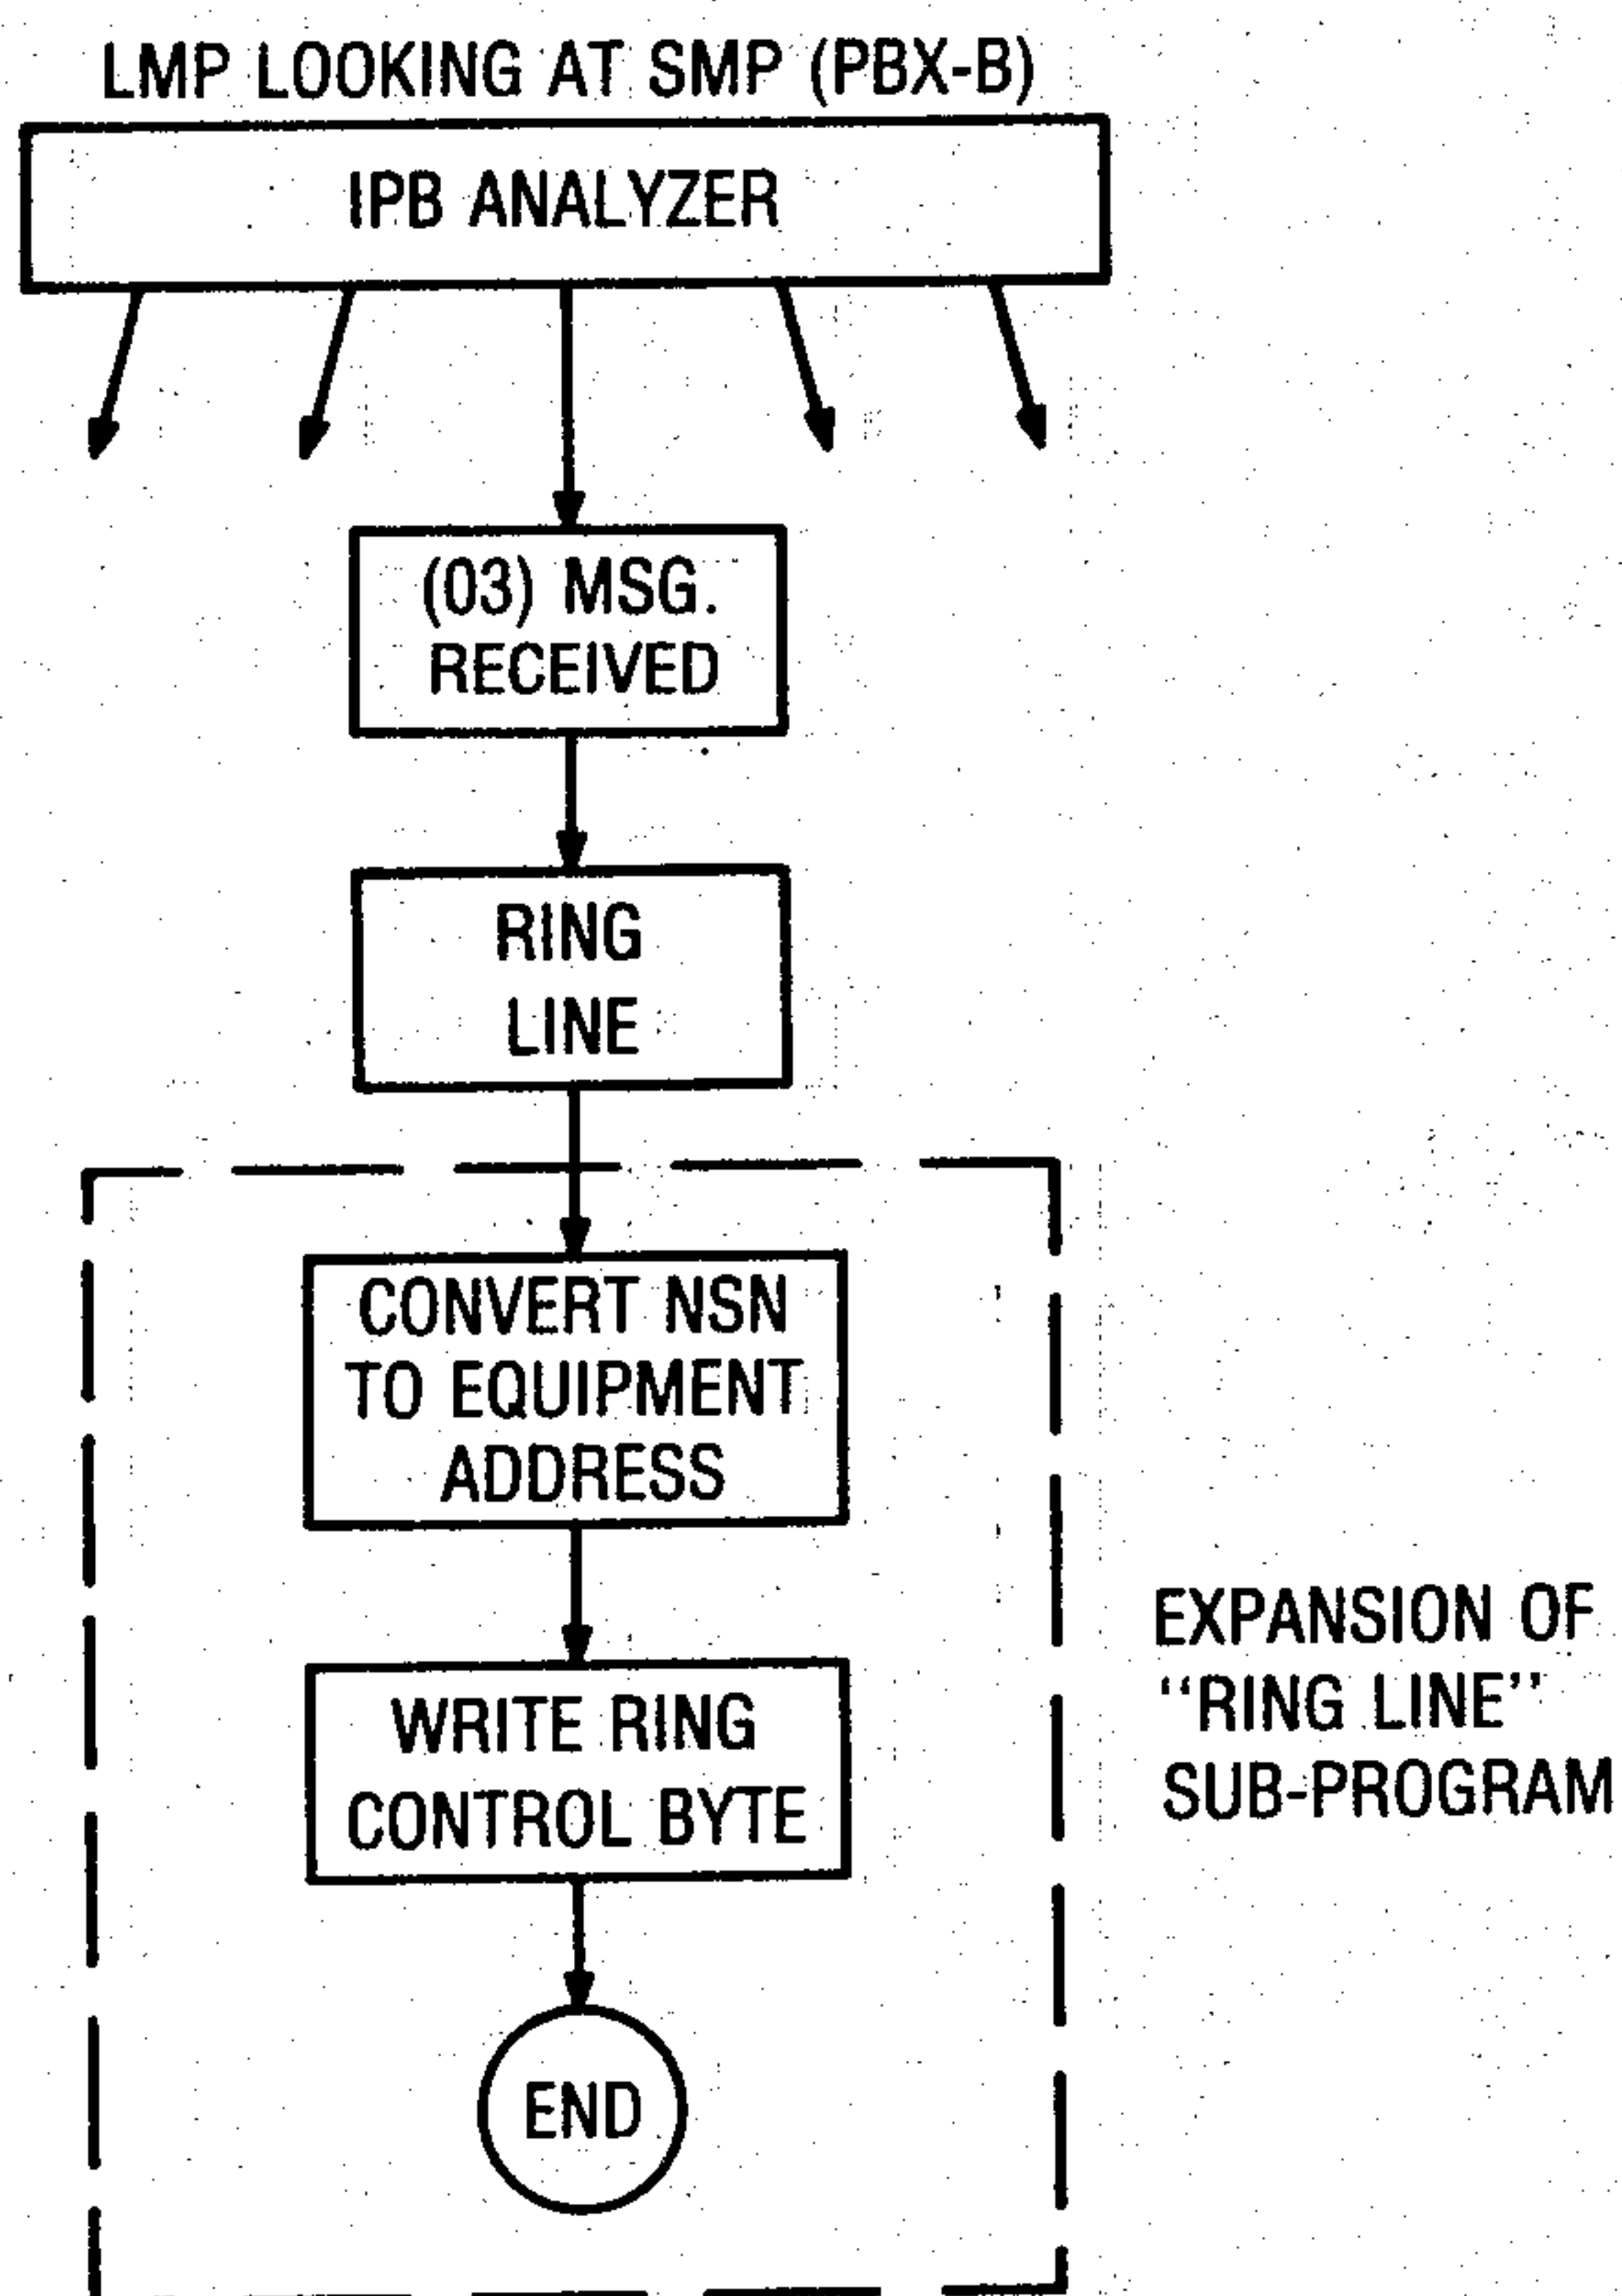 LMP LOOKING AT SMP (PBX-B)
IPB ANALYZER
(03) MSG.
RECEIVED
RING
LINE
CONVERT NSN
TO EQUIPMENT
ADDRESS
WRITE RING
CONTROL BYTE
END
EXPANSION OF
"RING LINE"
SUB-PROGRAM